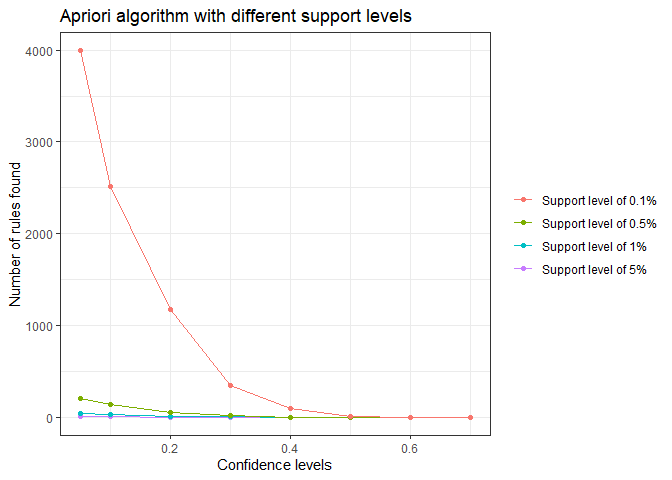 Apriori algorithm with different support levels
4000
3000
2000
1000
0
Number of rules found
0.2
0.4
0.6
Confidence levels
Support level of 0.1%
Support level of 0.5%
Support level of 1%
Support level of 5%